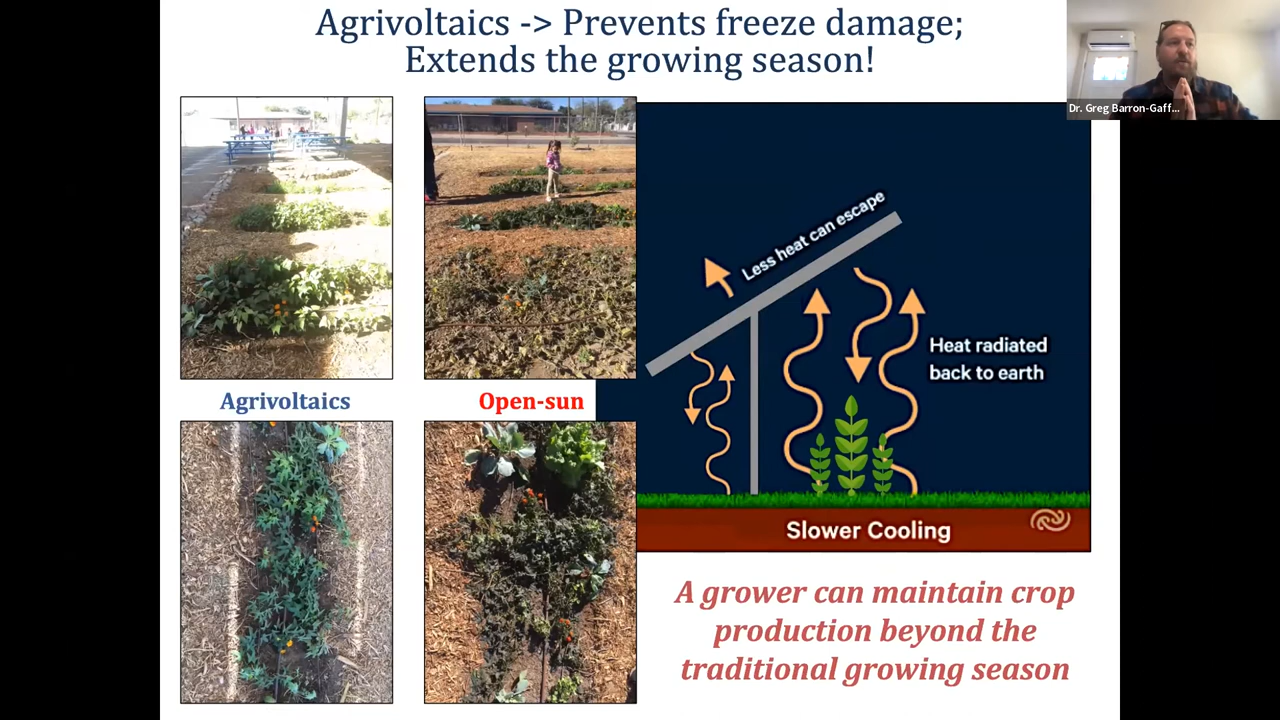 Agrivoltaics -> Prevents freeze damage;
Extends the growing season!
Dr. Greg Barron-Gaff...
Less heat can escape
Heat radiated
back to earth
Agrivoltaics
Open-sun
Slower Cooling
A grower can maintain crop
production beyond the
traditional growing season